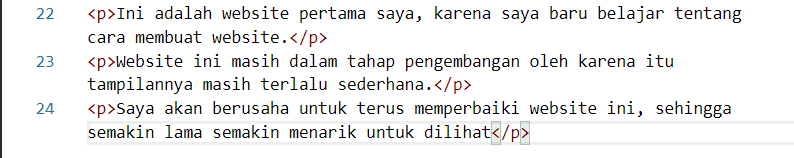 22 <p>Ini adalah website pertama saya, karena saya baru belajar tentang
cara membuat website.</p>
23 <p>Website ini masih dalam tahap pengembangan oleh karena itu
tampilannya masih terlalu sederhana.</p>
24 <p>Saya akan berusaha untuk terus memperbaiki website ini, sehingga
semakin lama semakin menarik untuk dilihat</p>